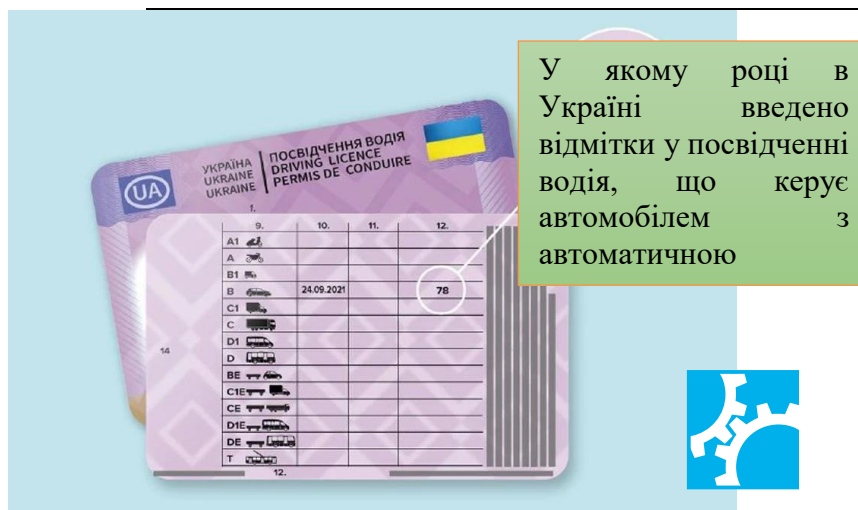 У якому році в
Україні введено
відмітки у посвідченні
водія, що керує
автомобілем з
автоматичною
UA
УКРАЇНА
UKRAINE
UKRAINE
ПОСВІДЧЕННЯ ВОДІЯ
DRIVING LICENCE
PERMIS DE CONDUIRE
1.
9. 10. 11. 12.
A1
A
B1
B 24.09.2021 78
C1
C
D1
14
D
BE
C1E
CE
D1E
DE
T
12.